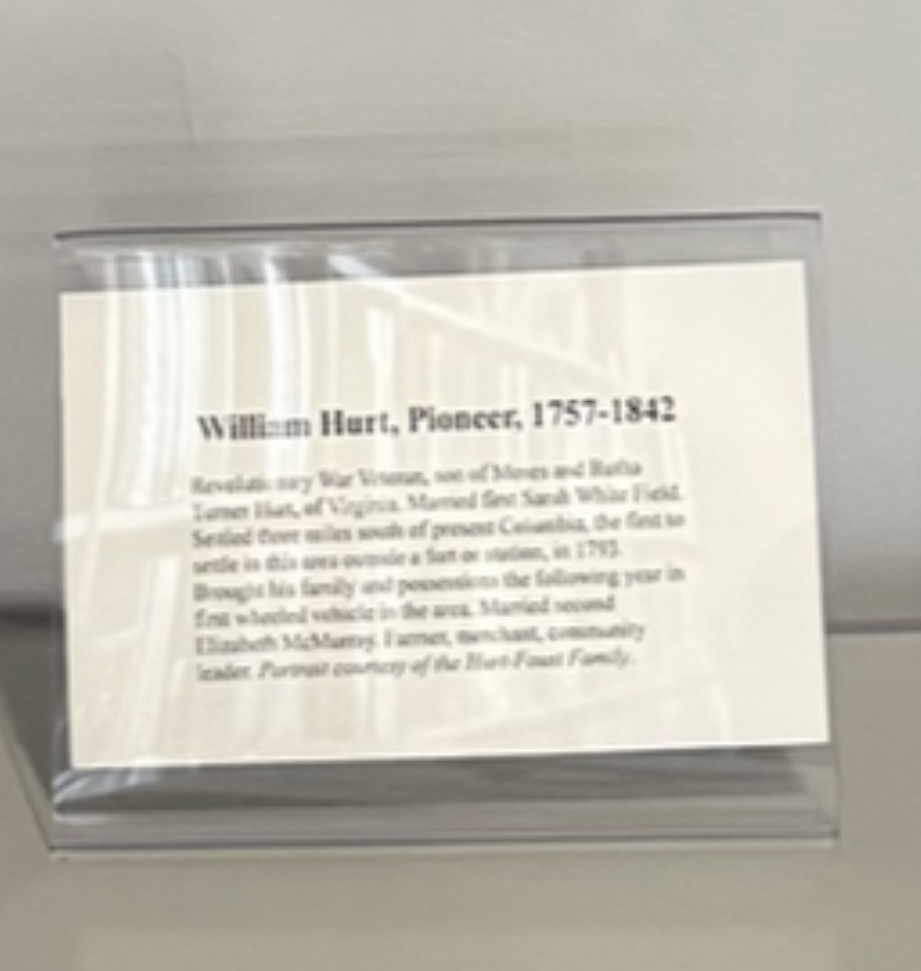 William Hurt, Pioneer, 1757-1842
Revolutionary War Veteran, son of Moses and
Turner Hurt, of Virginia. Married first Sarah White Field.
Settled three miles south of present Columbia, the first to
settle in this area outside a fort or station, in 1793.
Brought his family and possessions the following year in
first wheeled vehicle in the area. Married second
Elizabeth McMurray. Farmer, merchant, community
leader. Portrait courtesy of the Hurt-Faust Family.